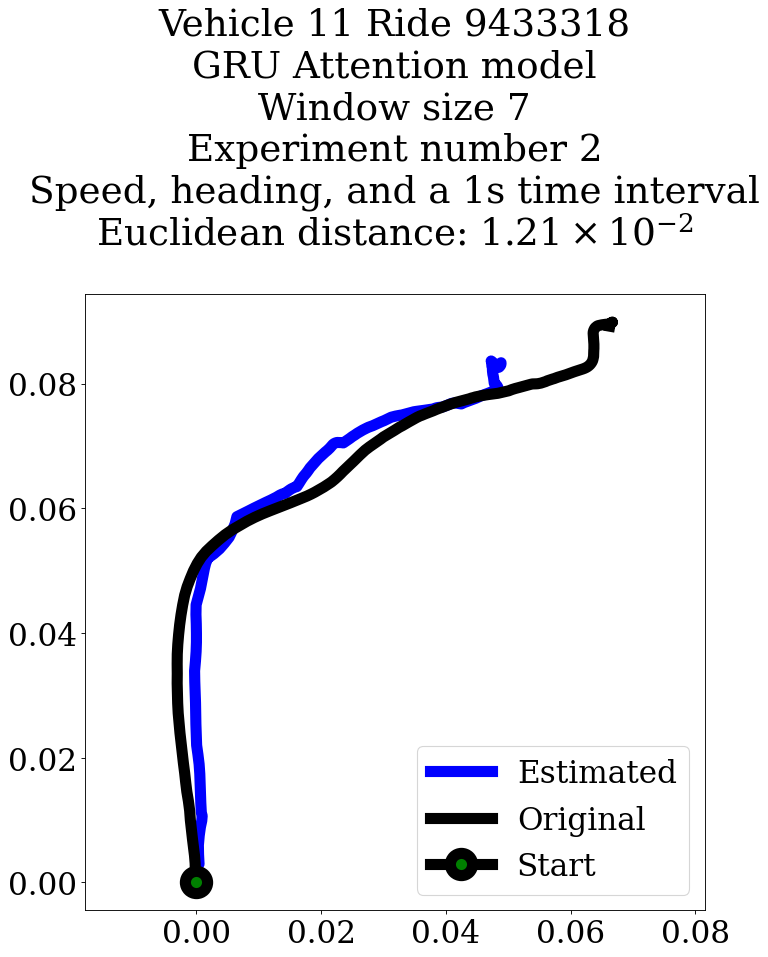 Vehicle 11 Ride 9433318
GRU Attention model
Window size 7
Experiment number 2
Speed, heading, and a 1s time interval
Euclidean distance: 1.21 × 10⁻²
0.08
0.06
0.04
0.02
0.00
Estimated
Original
Start
0.00 0.02 0.04 0.06 0.08